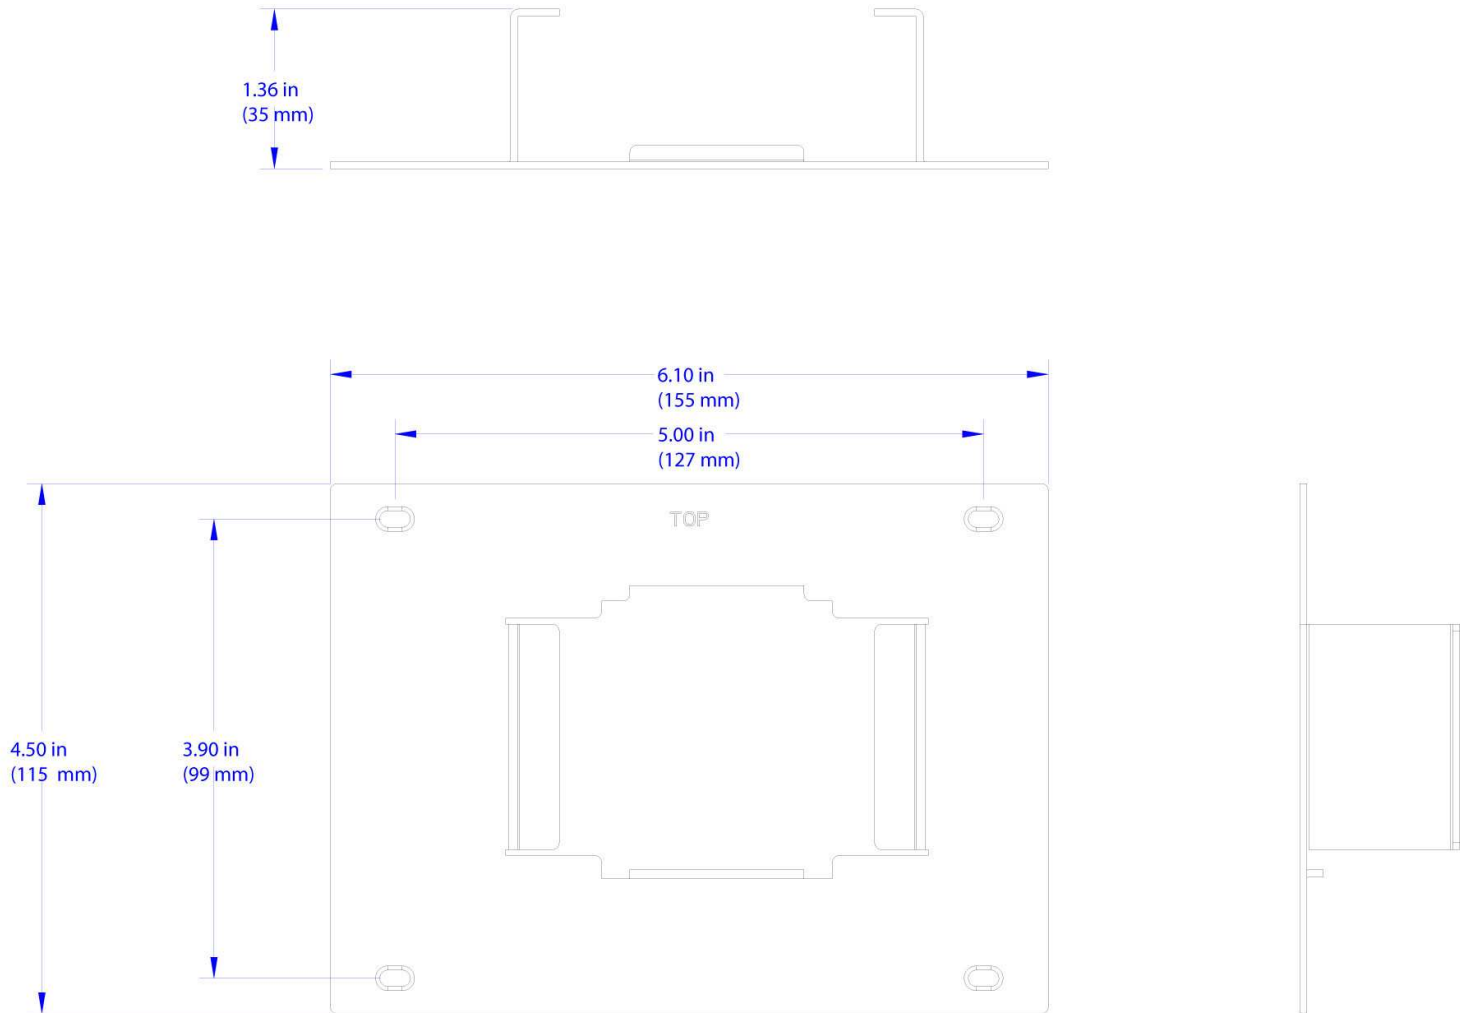 1.36 in
(35 mm)
6.10 in
(155 mm)
5.00 in
(127 mm)
TOP
4.50 in
(115  mm)
3.90 in
(99 mm)